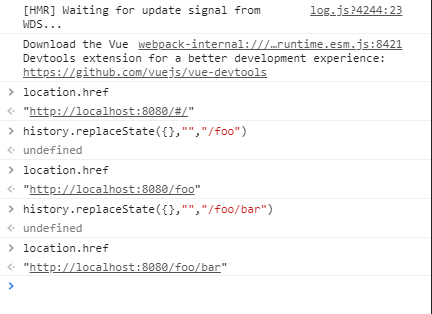 [HMR] Waiting for update signal from log.js?4244:23
WDS...
Download the Vue webpack-internal:///…runtime.esm.js:8421
Devtools extension for a better development experience:
https://github.com/vuejs/vue-devtools
> location.href
<· "http://localhost:8080/#/"
> history.replaceState({},"","/foo")
<· undefined
> location.href
<· "http://localhost:8080/foo"
> history.replaceState({},"","/foo/bar")
<· undefined
> location.href
<· "http://localhost:8080/foo/bar"
>